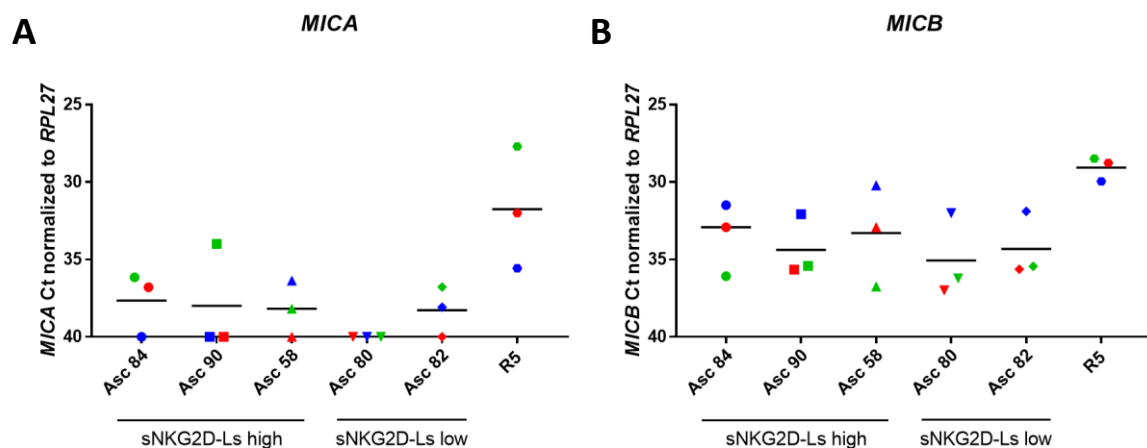 A
MICA
MICA Ct normalized to RPL27
25
30
35
40
Asc 84
Asc 90
Asc 58
Asc 80
Asc 82
R5
sNKG2D-Ls high
sNKG2D-Ls low
B
MICB
MICB Ct normalized to RPL27
25
30
35
40
Asc 84
Asc 90
Asc 58
Asc 80
Asc 82
R5
sNKG2D-Ls high
sNKG2D-Ls low